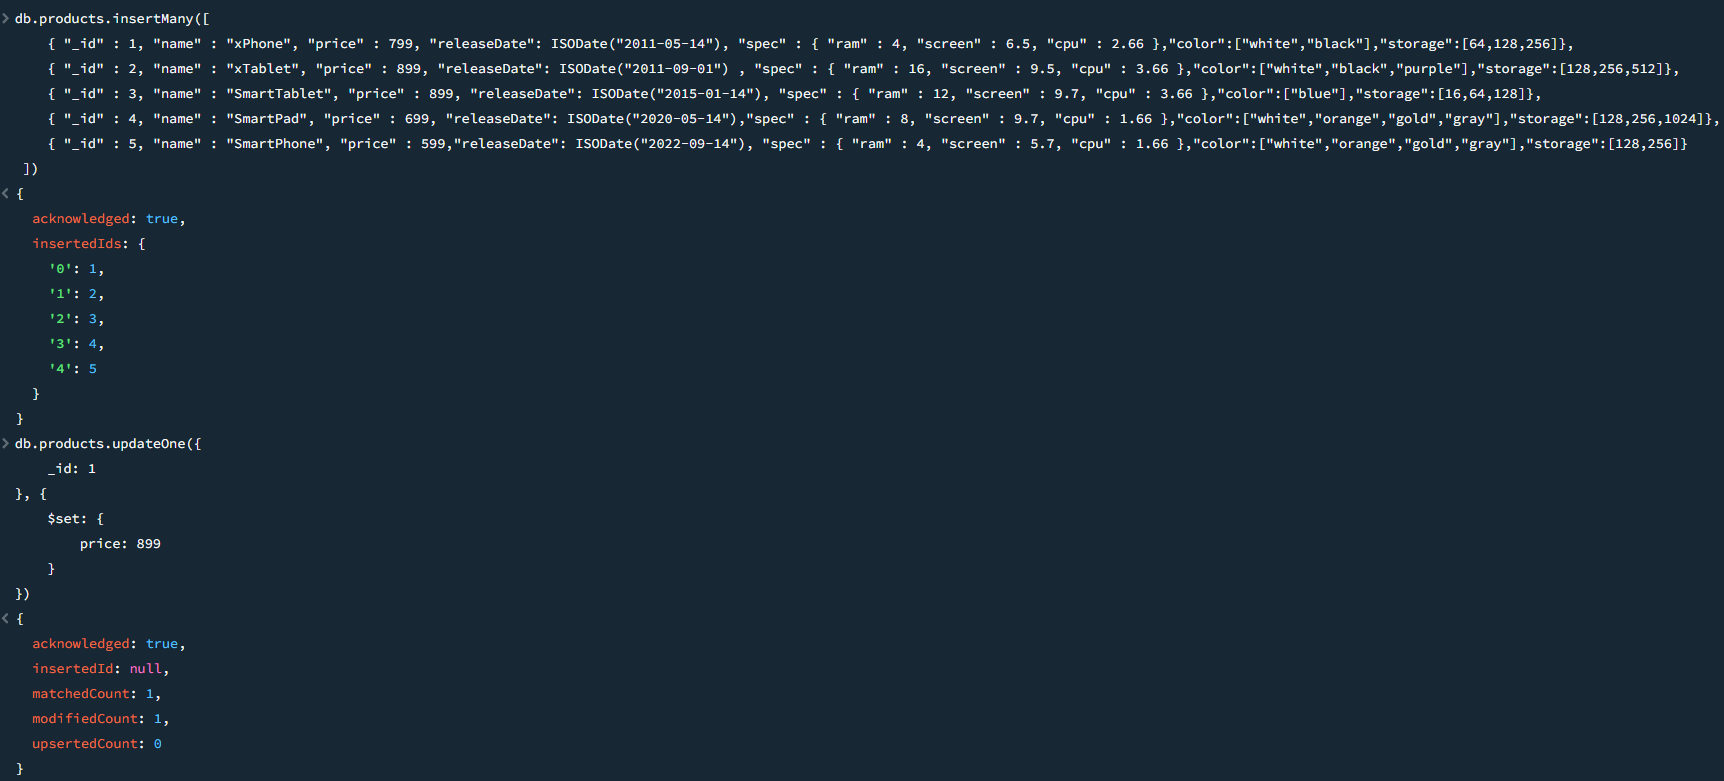 > db.products.insertMany([
{ "_id" : 1, "name" : "xPhone", "price" : 799, "releaseDate": ISODate("2011-05-14"), "spec" : { "ram" : 4, "screen" : 6.5, "cpu" : 2.66 },"color":["white","black"],"storage":[64,128,256]},
{ "_id" : 2, "name" : "xTablet", "price" : 899, "releaseDate": ISODate("2011-09-01") , "spec" : { "ram" : 16, "screen" : 9.5, "cpu" : 3.66 },"color":["white","black","purple"],"storage":[128,256,512]},
{ "_id" : 3, "name" : "SmartTablet", "price" : 899, "releaseDate": ISODate("2015-01-14"), "spec" : { "ram" : 12, "screen" : 9.7, "cpu" : 3.66 },"color":["blue"],"storage":[16,64,128]},
{ "_id" : 4, "name" : "SmartPad", "price" : 699, "releaseDate": ISODate("2020-05-14"),"spec" : { "ram" : 8, "screen" : 9.7, "cpu" : 1.66 },"color":["white","orange","gold","gray"],"storage":[128,256,1024]},
{ "_id" : 5, "name" : "SmartPhone", "price" : 599,"releaseDate": ISODate("2022-09-14"), "spec" : { "ram" : 4, "screen" : 5.7, "cpu" : 1.66 },"color":["white","orange","gold","gray"],"storage":[128,256]}
])
< {
acknowledged: true,
insertedIds: {
'0': 1,
'1': 2,
'2': 3,
'3': 4,
'4': 5
}
}
> db.products.updateOne({
_id: 1
}, {
$set: {
price: 899
}
})
< {
acknowledged: true,
insertedId: null,
matchedCount: 1,
modifiedCount: 1,
upsertedCount: 0
}